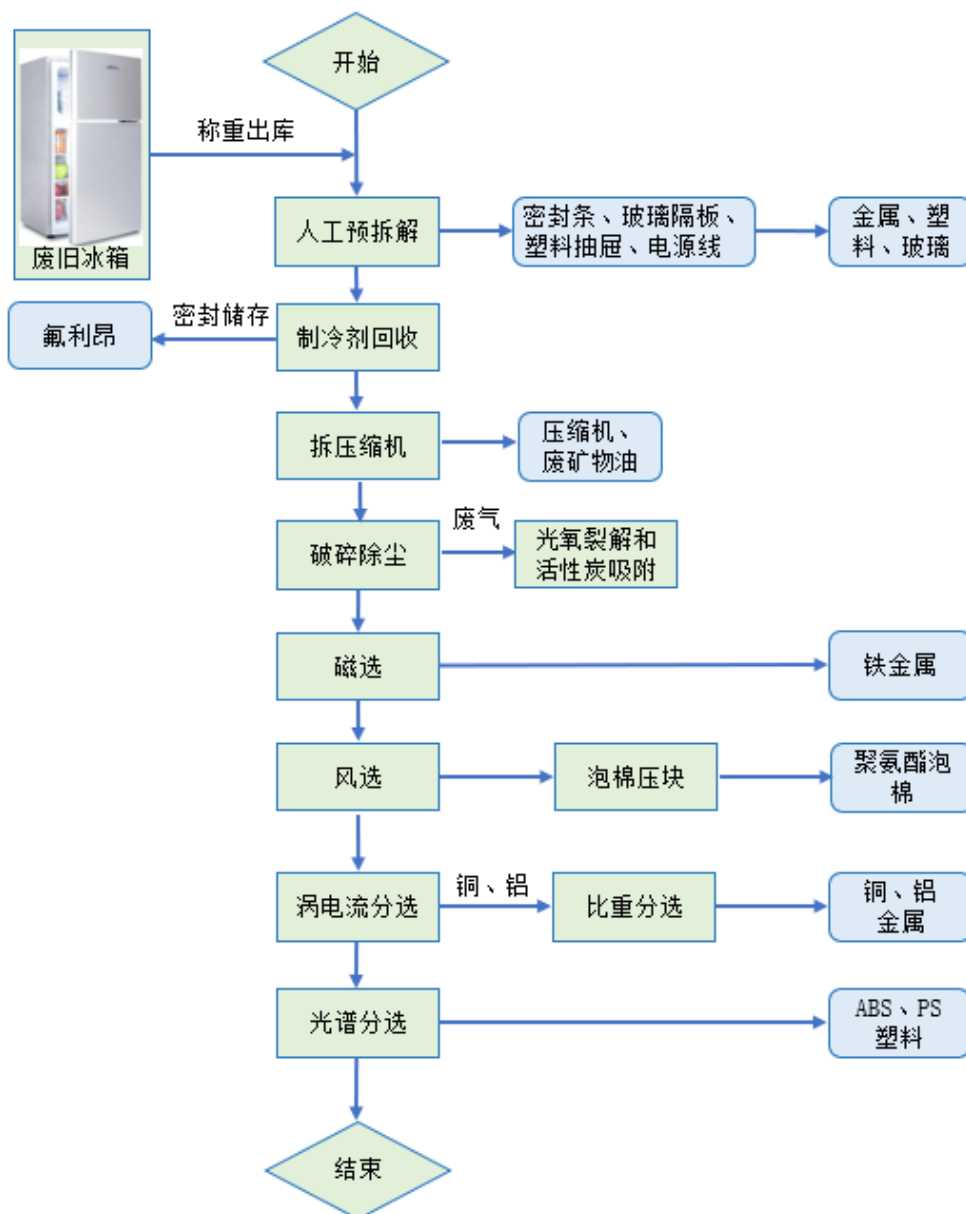 开始
称重出库
废旧冰箱
人工预拆解
密封条、玻璃隔板、
塑料抽屉、电源线
金属、塑
料、玻璃
密封储存
氟利昂
制冷剂回收
拆压缩机
压缩机、
废矿物油
废气
破碎除尘
光氧裂解和
活性炭吸附
磁选
铁金属
风选
泡棉压块
聚氨酯泡
棉
涡电流分选
铜、铝
比重分选
铜、铝
金属
光谱分选
ABS、PS
塑料
结束